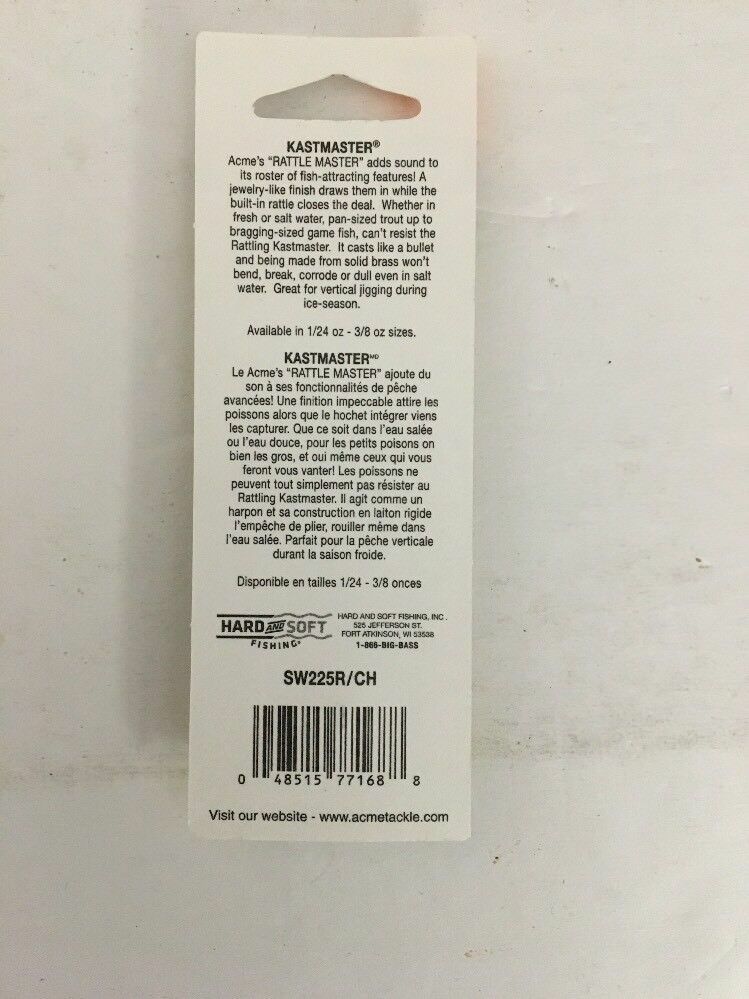 KASTMASTER®
Acme's "RATTLE MASTER" adds sound to
its roster of fish-attracting features! A
jewelry-like finish draws them in while the
built-in rattle closes the deal. Whether in
fresh or salt water, pan-sized trout up to
bragging-sized game fish, can't resist the
Rattling Kastmaster. It casts like a bullet
and being made from solid brass won't
bend, break, corrode or dull even in salt
water. Great for vertical jigging during
ice-season.
Available in 1/24 oz - 3/8 oz sizes.
KASTMASTER MD
Le Acme's "RATTLE MASTER" ajoute du
son à ses fonctionnalités de pêche
avancées! Une finition impeccable attire les
poissons alors que le hochet intégrer viens
les capturer. Que ce soit dans l'eau salée
ou l'eau douce, pour les petits poisons on
bien les gros, et oui même ceux qui vous
feront vous vanter! Les poissons ne
peuvent tout simplement pas résister au
Rattling Kastmaster. Il agit comme un
harpon et sa construction en laiton rigide
l'empêche de plier, rouiller même dans
l'eau salée. Parfait pour la pêche verticale
durant la saison froide.
Disponible en tailles 1/24 - 3/8 onces
HARD AND SOFT
FISHING
HARD AND SOFT FISHING, INC.
525 JEFFERSON ST.
FORT ATKINSON, WI 53538
1-866-BIG-BASS
SW225R/CH
0 48515 77168 8
Visit our website - www.acmetackle.com